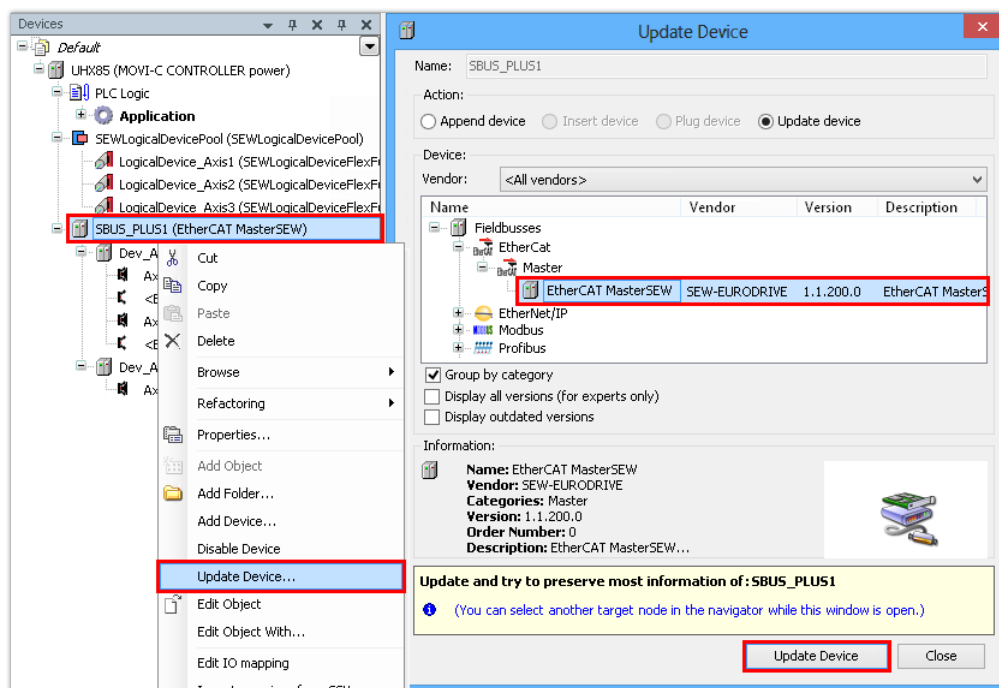 Devices
Default
UHX85 (MOVI-C CONTROLLER power)
PLC Logic
Application
SEWLogicalDevicePool (SEWLogicalDevicePool)
LogicalDevice_Axis1 (SEWLogicalDeviceFlexF
LogicalDevice_Axis2 (SEWLogicalDeviceFlexF
LogicalDevice_Axis3 (SEWLogicalDeviceFlexF
SBUS_PLUS1 (EtherCAT MasterSEW)
Dev_A
Ax
<E
Ax
<E
Dev_A
Ax
Cut
Copy
Paste
Delete
Browse
Refactoring
Properties...
Add Object
Add Folder...
Add Device...
Disable Device
Update Device...
Edit Object
Edit Object With...
Edit IO mapping
Update Device
Name: SBUS_PLUS1
Action:
Append device Insert device Plug device Update device
Device:
Vendor: <All vendors>
Name Vendor Version Description
Fieldbusses
EtherCat
Master
EtherCAT MasterSEW SEW-EURODRIVE 1.1.200.0 EtherCAT MasterS
EtherNet/IP
Modbus
Profibus
Group by category
Display all versions (for experts only)
Display outdated versions
Information:
Name: EtherCAT MasterSEW
Vendor: SEW-EURODRIVE
Categories: Master
Version: 1.1.200.0
Order Number: 0
Description: EtherCAT MasterSEW...
Update and try to preserve most information of: SBUS_PLUS1
(You can select another target node in the navigator while this window is open.)
Update Device Close